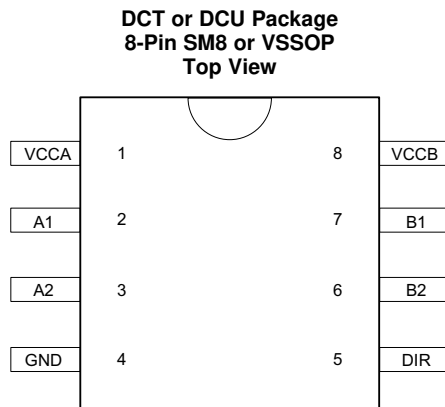 DCT or DCU Package
8-Pin SM8 or VSSOP
Top View
VCCA 1 8 VCCB
A1 2 7 B1
A2 3 6 B2
GND 4 5 DIR